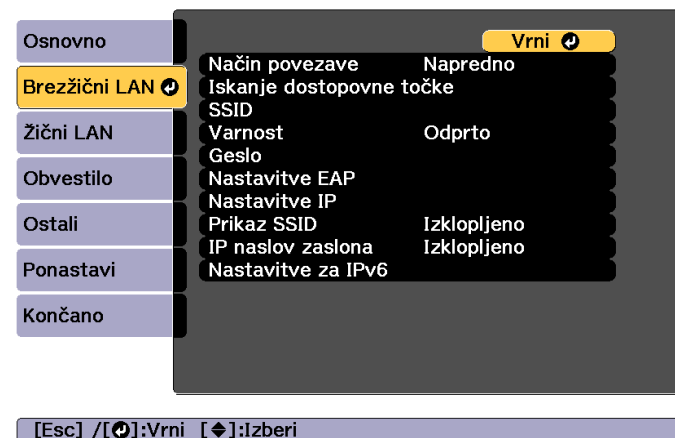 Osnovno
Brezžični LAN
Žični LAN
Obvestilo
Ostali
Ponastavi
Končano
Vrni
Način povezave Napredno
Iskanje dostopovne točke
SSID
Varnost Odprto
Geslo
Nastavitve EAP
Nastavitve IP
Prikaz SSID Izklopljeno
IP naslov zaslona Izklopljeno
Nastavitve za IPv6
[Esc] /[⏎]:Vrni [◆]:Izberi